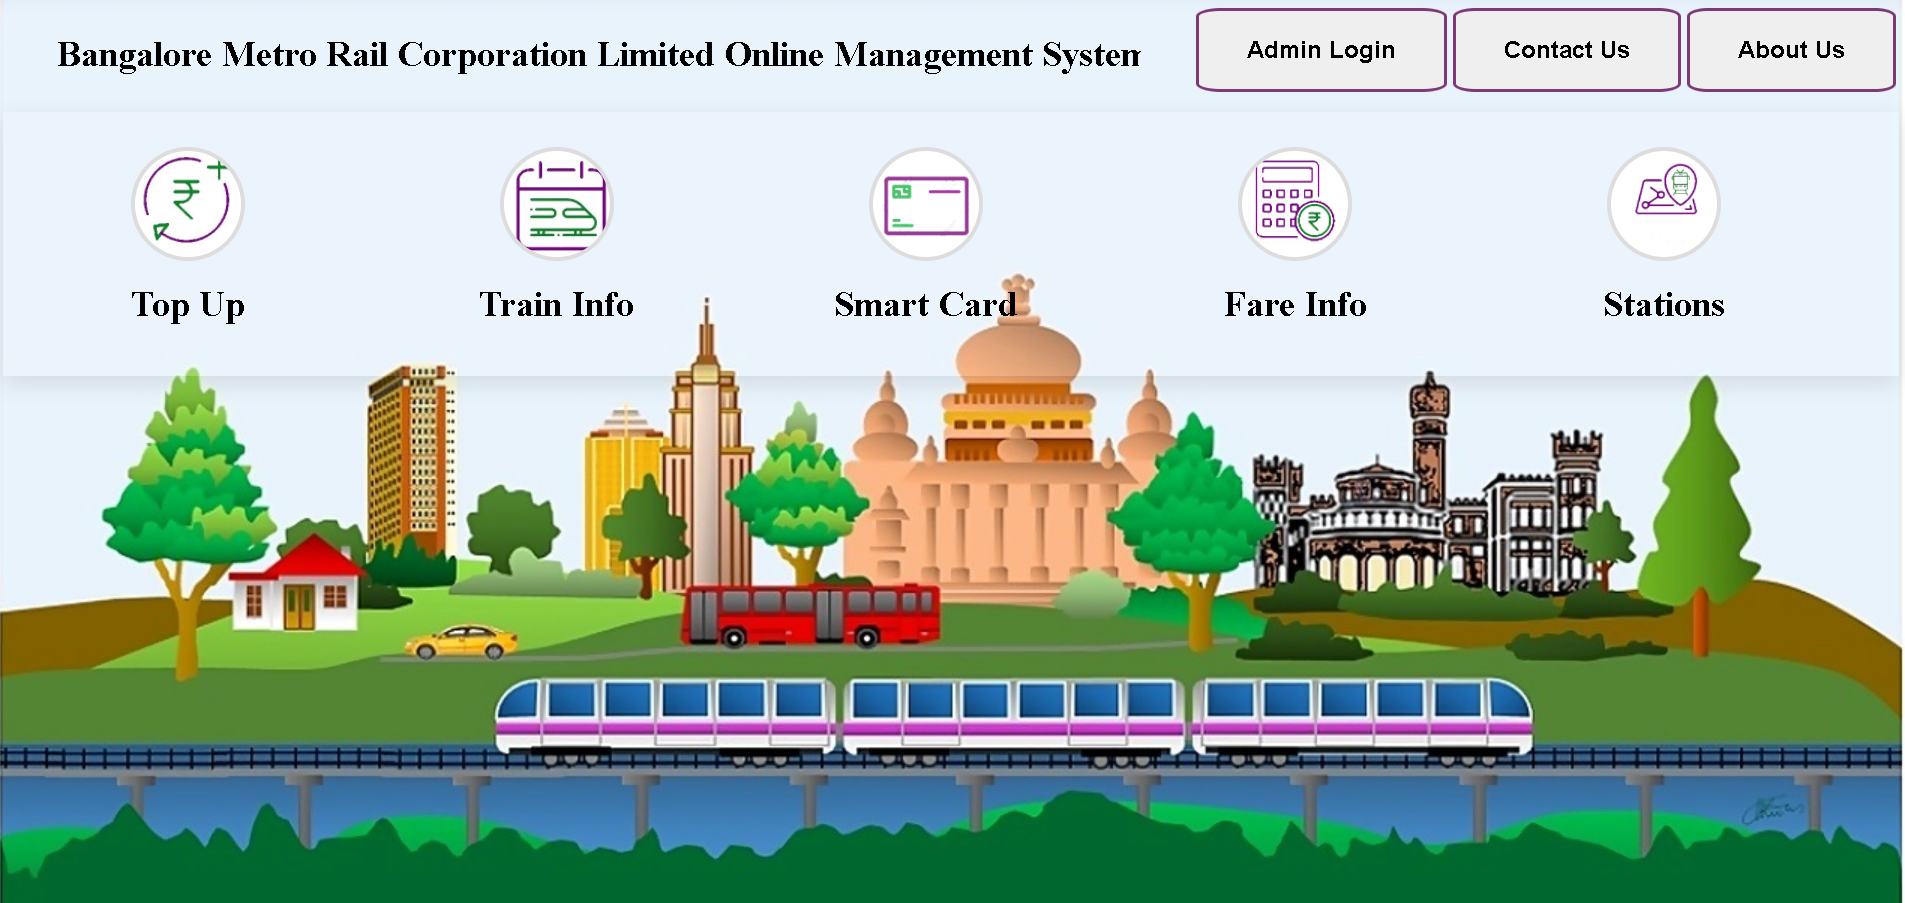 Bangalore Metro Rail Corporation Limited Online Management System
Admin Login
Contact Us
About Us
Top Up
Train Info
Smart Card
Fare Info
Stations